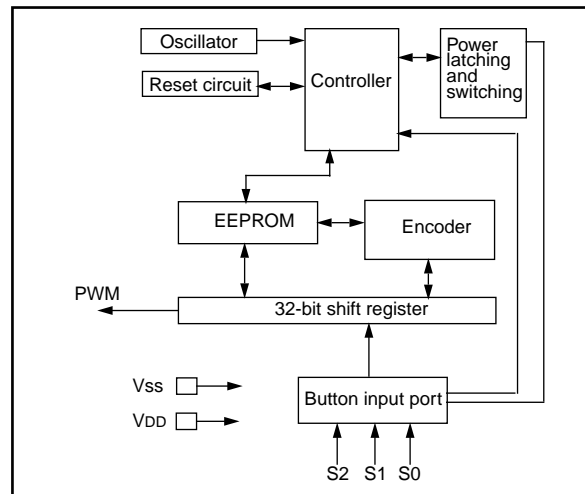 Oscillator
Reset circuit
Controller
Power
latching
and
switching
EEPROM
Encoder
PWM
32-bit shift register
Vss
VDD
Button input port
S2 S1 S0